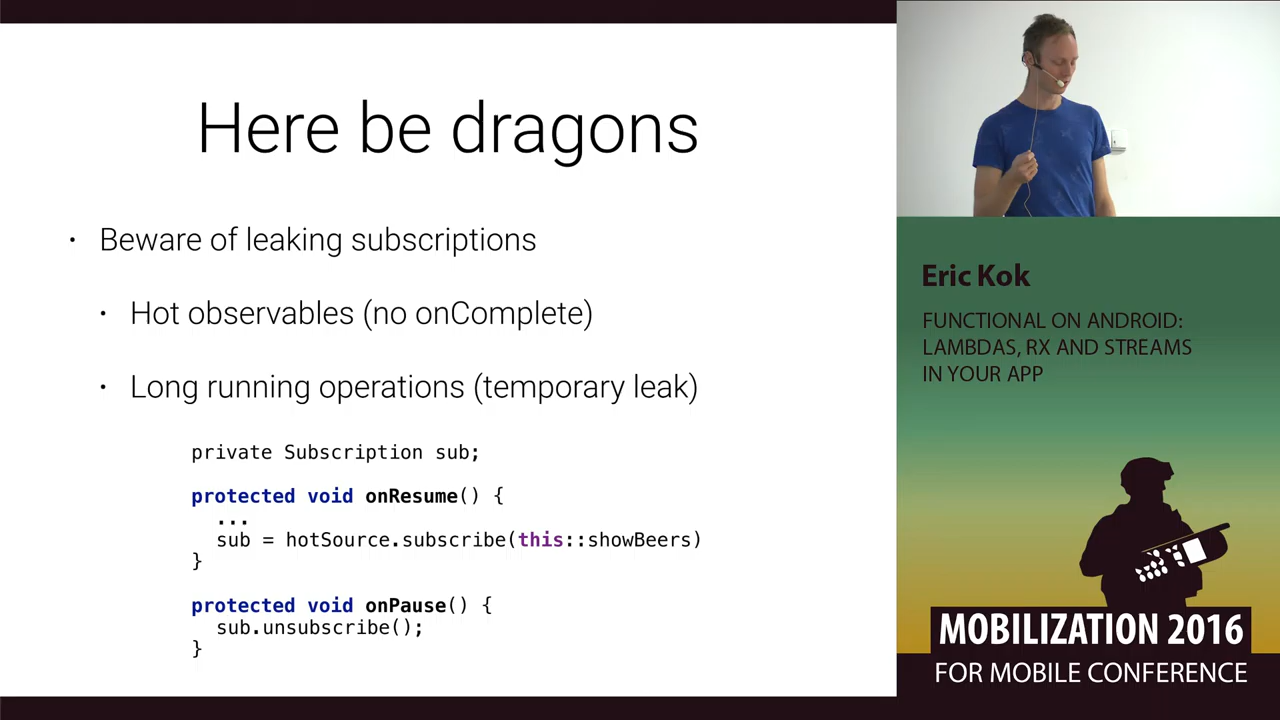 Here be dragons
• Beware of leaking subscriptions
• Hot observables (no onComplete)
• Long running operations (temporary leak)
private Subscription sub;
protected void onResume() {
...
sub = hotSource.subscribe(this::showBeers)
}
protected void onPause() {
sub.unsubscribe();
}
Eric Kok
FUNCTIONAL ON ANDROID:
LAMBDAS, RX AND STREAMS
IN YOUR APP
MOBILIZATION 2016
FOR MOBILE CONFERENCE